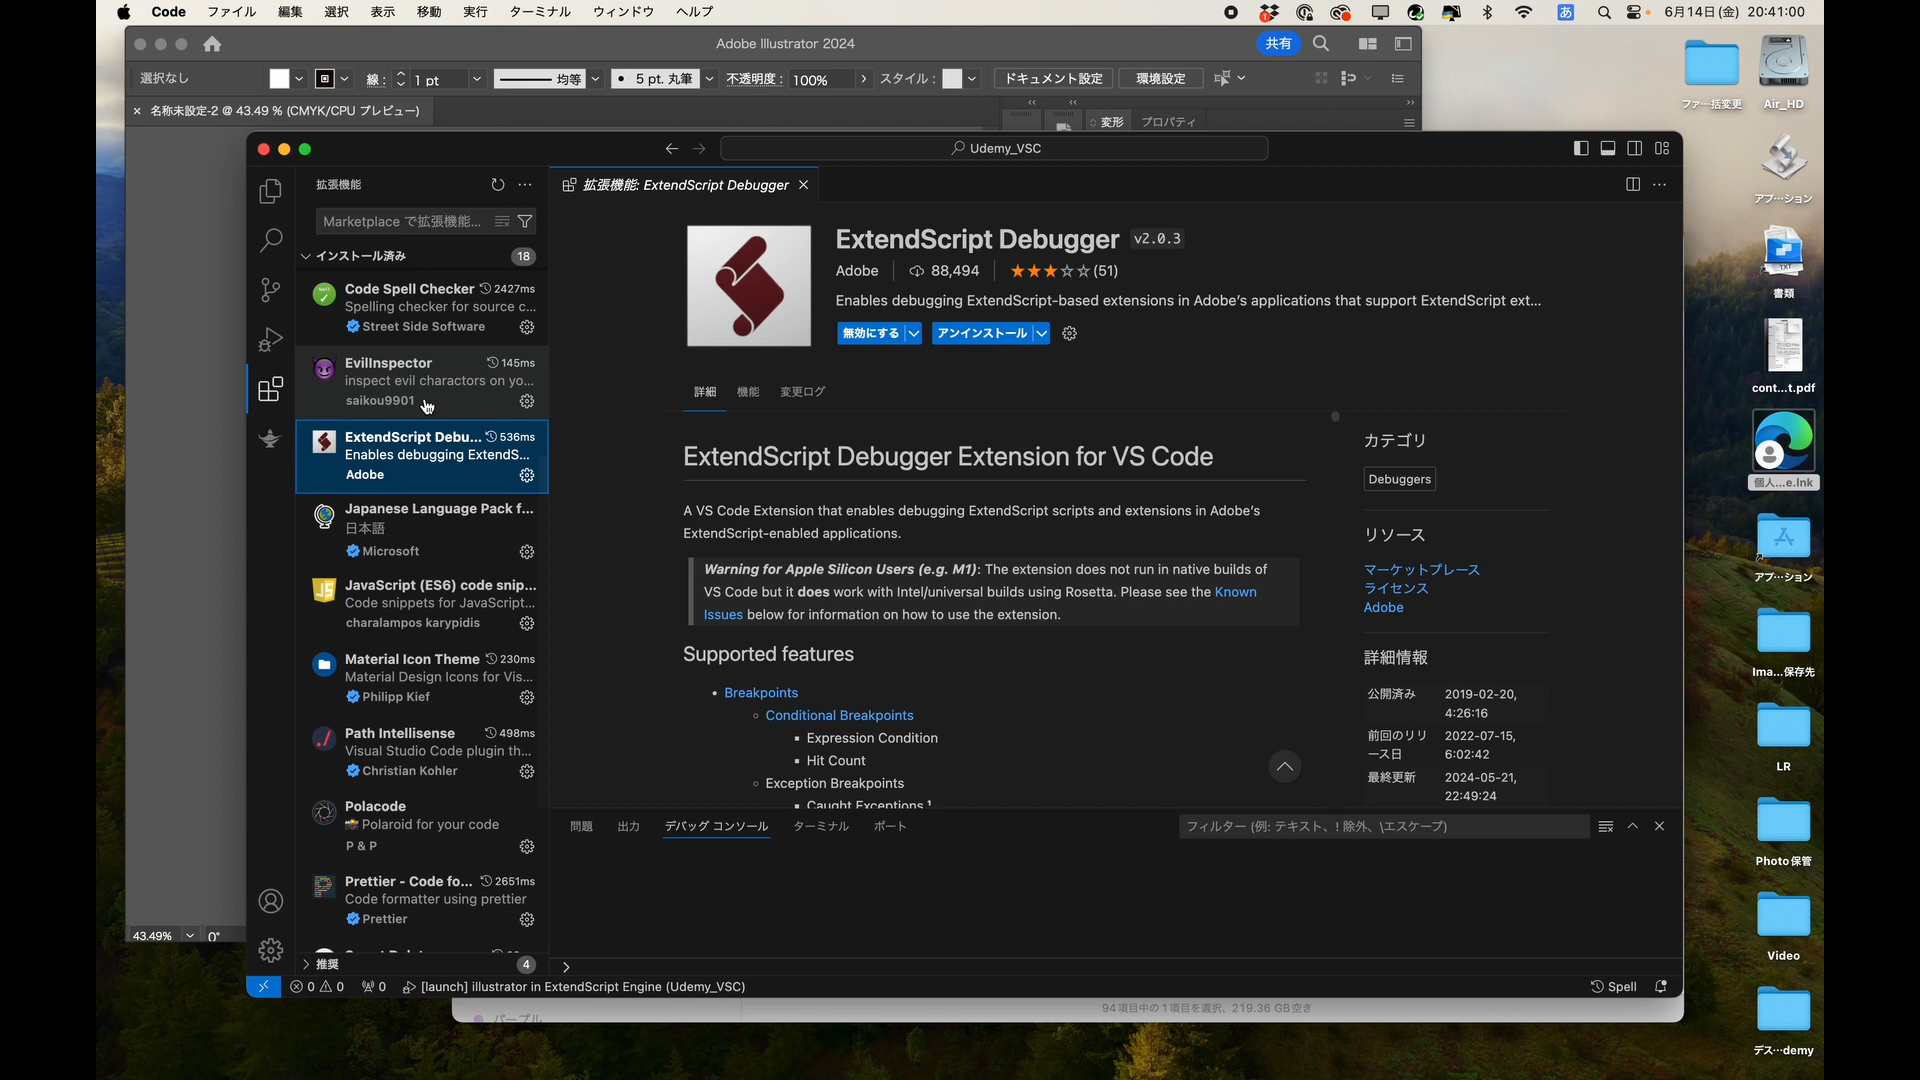 Code ファイル 編集 選択 表示 移動 実行 ターミナル ウィンドウ ヘルプ
1 あ 6月14日(金) 20:41:00
Adobe Illustrator 2024
共有
選択なし 線: 1 pt 均等 5 pt. 丸筆 不透明度: 100% スタイル: ドキュメント設定 環境設定
× 名称未設定-2 @ 43.49 % (CMYK/CPU プレビュー)
変形 プロパティ
Udemy_VSC
拡張機能
拡張機能: ExtendScript Debugger
Marketplace で拡張機能...
インストール済み 18
Code Spell Checker 2427ms
Spelling checker for source c...
Street Side Software
EvilInspector 145ms
inspect evil charactors on yo...
saikou9901
ExtendScript Debu... 536ms
Enables debugging ExtendS...
Adobe
Japanese Language Pack f...
日本語
Microsoft
JavaScript (ES6) code snip...
Code snippets for JavaScript...
charalampos karypidis
Material Icon Theme 230ms
Material Design Icons for Vis...
Philipp Kief
Path Intellisense 498ms
Visual Studio Code plugin th...
Christian Kohler
Polacode
📸 Polaroid for your code
P & P
Prettier - Code fo... 2651ms
Code formatter using prettier
Prettier
推奨 4
ExtendScript Debugger v2.0.3
Adobe 88,494 (51)
Enables debugging ExtendScript-based extensions in Adobe's applications that support ExtendScript ext...
無効にする アンインストール
詳細 機能 変更ログ
ExtendScript Debugger Extension for VS Code
A VS Code Extension that enables debugging ExtendScript scripts and extensions in Adobe's
ExtendScript-enabled applications.
Warning for Apple Silicon Users (e.g. M1): The extension does not run in native builds of
VS Code but it does work with Intel/universal builds using Rosetta. Please see the Known
Issues below for information on how to use the extension.
Supported features
• Breakpoints
Conditional Breakpoints
Expression Condition
Hit Count
Exception Breakpoints
Caught Exceptions 1
カテゴリ
Debuggers
リソース
マーケットプレース
ライセンス
Adobe
詳細情報
公開済み 2019-02-20,
4:26:16
前回のリリ 2022-07-15,
ース日 6:02:42
最終更新 2024-05-21,
22:49:24
問題 出力 デバッグ コンソール ターミナル ポート
フィルター (例: テキスト、! 除外、\エスケープ)
43.49% 0°
0 0 0 [launch] illustrator in ExtendScript Engine (Udemy_VSC)
Spell
パープル
94項目中の1項目を選択、219.36 GB空き
ファ…括変更
Air_HD
アプ…ション
TXT
書類
cont...t.pdf
個人...e.lnk
アプ…ション
Ima...保存先
LR
Photo保管
Video
デス…demy